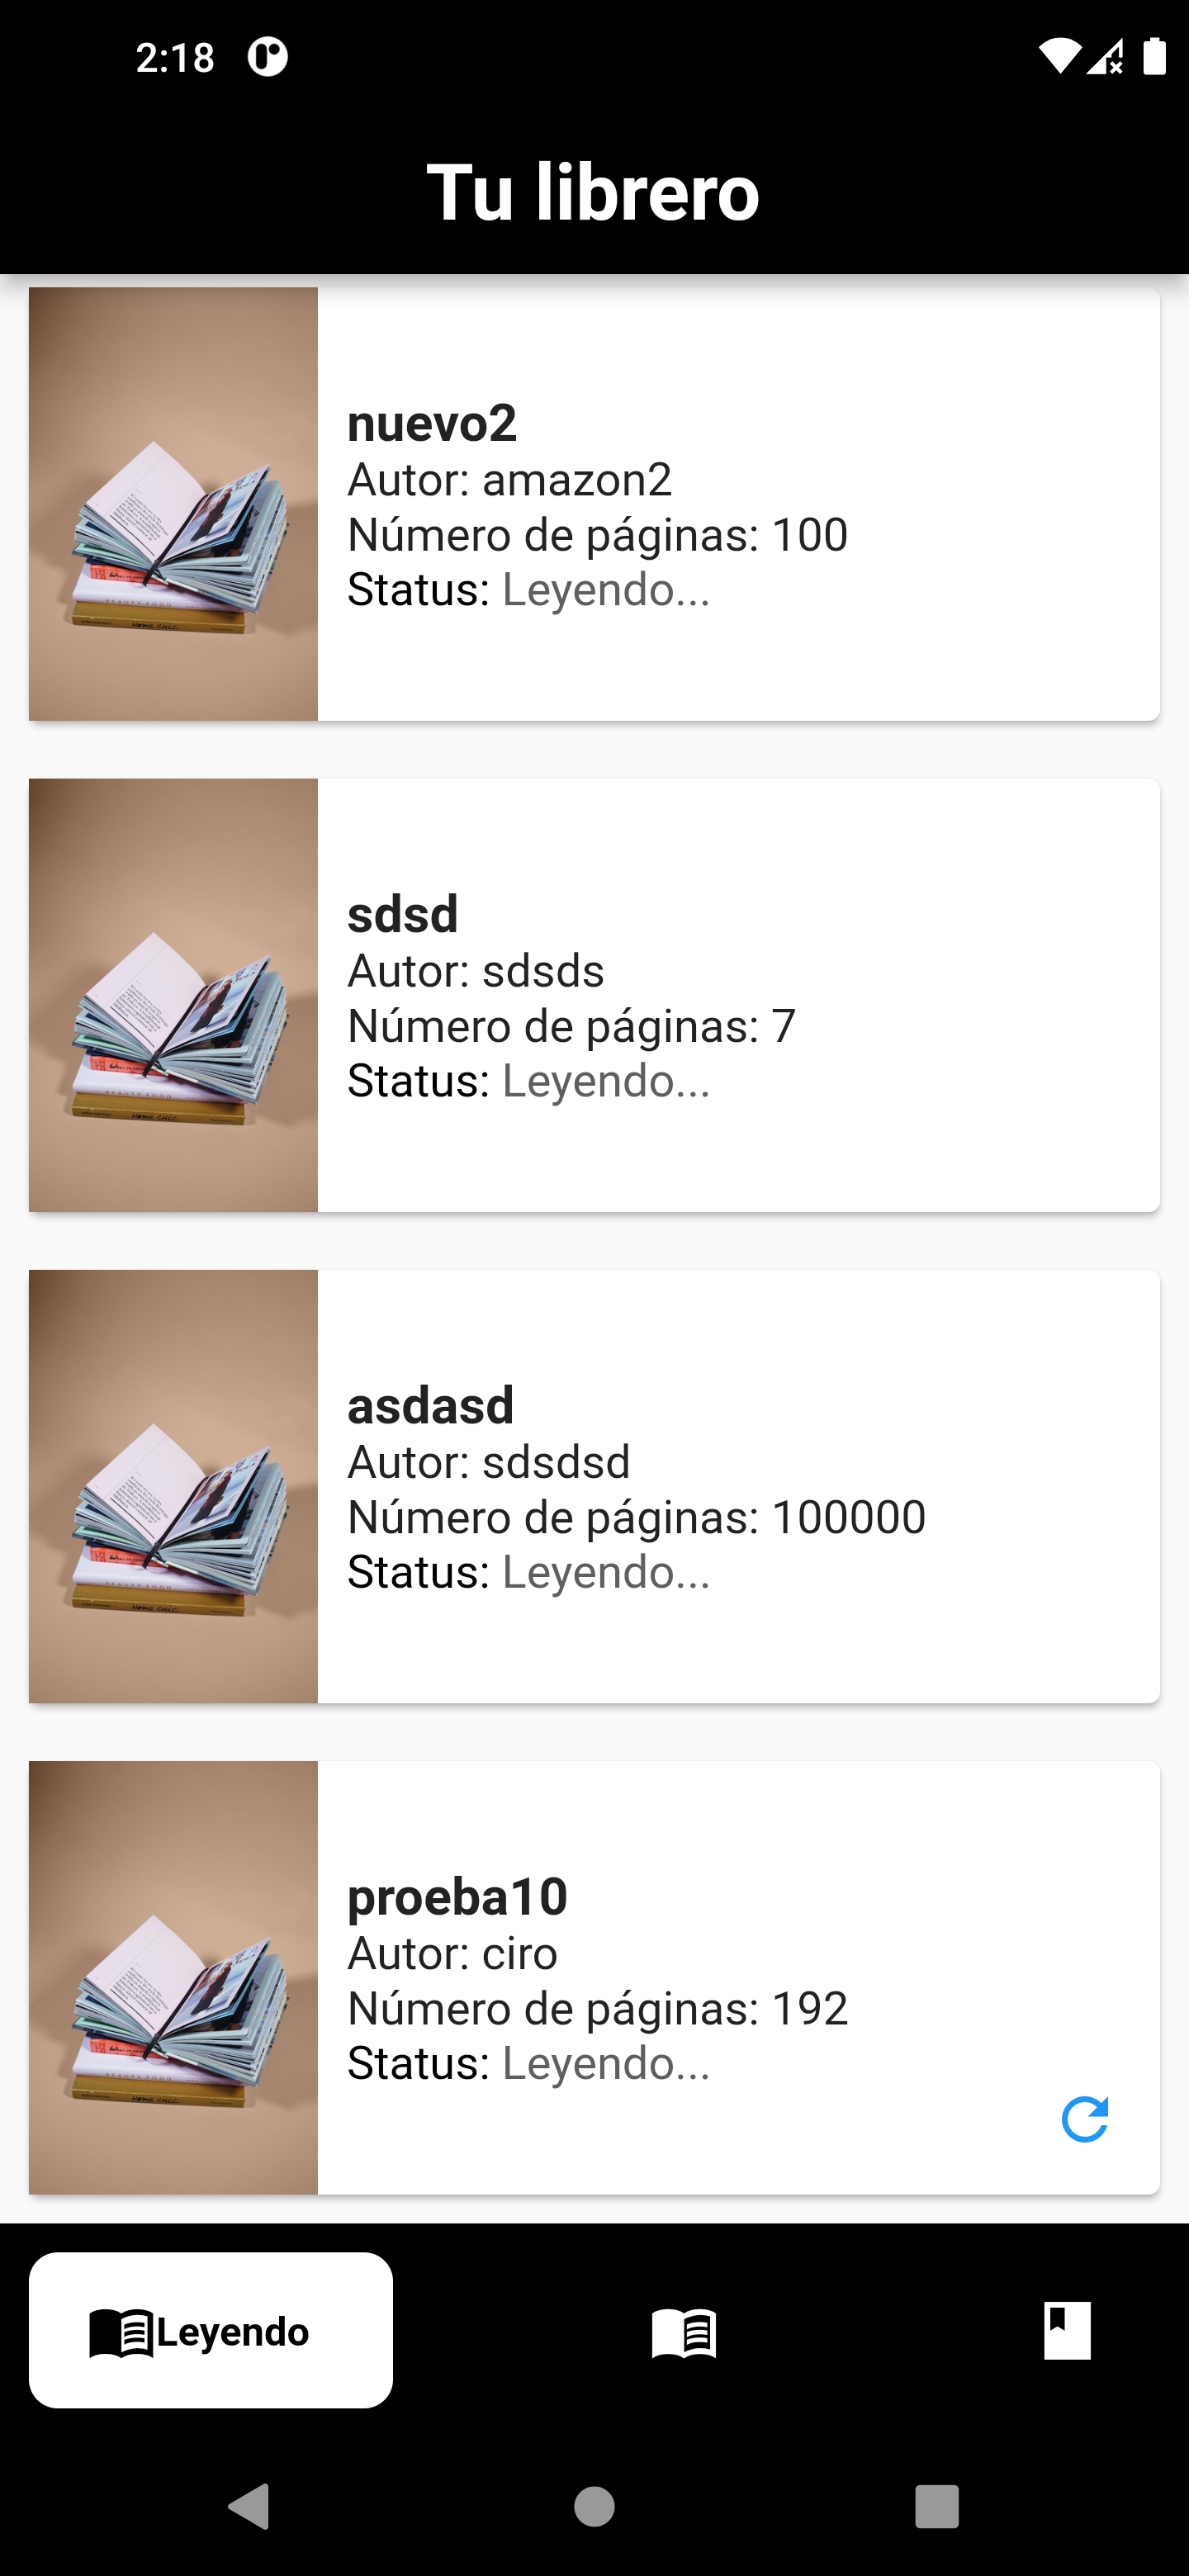 2:18
Tu librero
nuevo2
Autor: amazon2
Número de páginas: 100
Status: Leyendo...
sdsd
Autor: sdsds
Número de páginas: 7
Status: Leyendo...
asdasd
Autor: sdsdsd
Número de páginas: 100000
Status: Leyendo...
proeba10
Autor: ciro
Número de páginas: 192
Status: Leyendo...
Leyendo